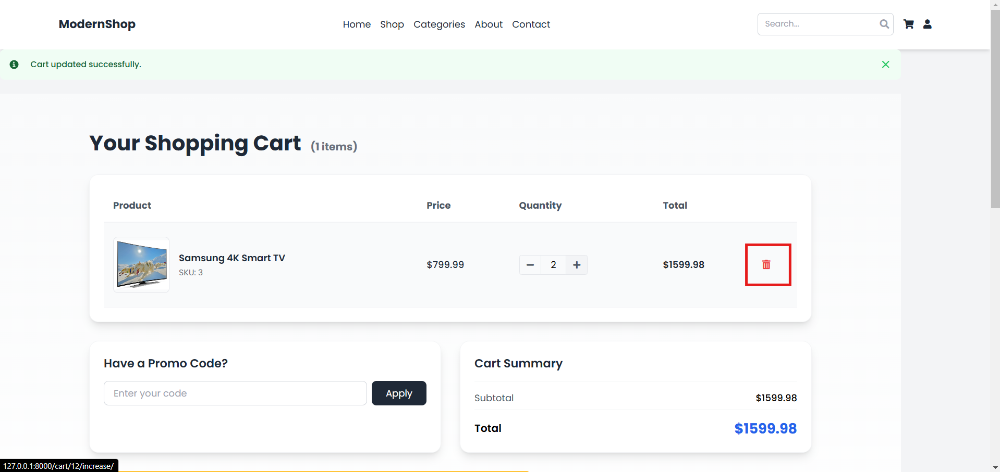 ModernShop
Home Shop Categories About Contact
Search...
Cart updated successfully.
Your Shopping Cart (1 items)
Product Price Quantity Total
Samsung 4K Smart TV
SKU: 3
$799.99
2
$1599.98
Have a Promo Code?
Enter your code
Apply
Cart Summary
Subtotal $1599.98
Total $1599.98
127.0.0.1:8000/cart/12/increase/